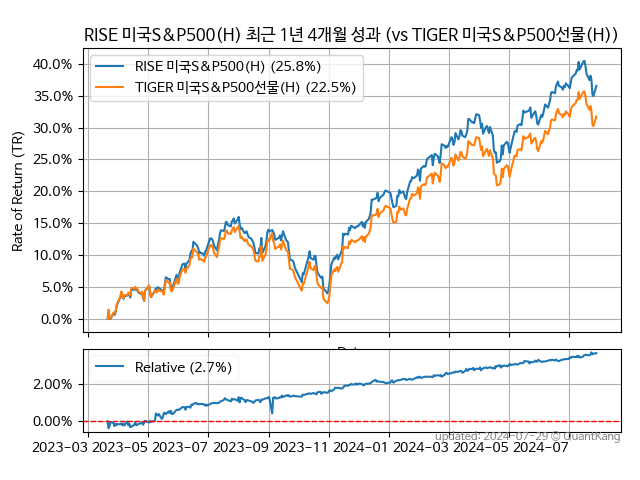 RISE 미국S&P500(H) 최근 1년 4개월 성과 (vs TIGER 미국S&P500선물(H))
RISE 미국S&P500(H) (25.8%)
TIGER 미국S&P500선물(H) (22.5%)
Rate of Return (TR)
40.0%
35.0%
30.0%
25.0%
20.0%
15.0%
10.0%
5.0%
0.0%
Relative (2.7%)
2.00%
0.00%
2023-03 2023-05 2023-07 2023-09 2023-11 2024-01 2024-03 2024-05 2024-07
updated: 2024-07-29 © QuantKang